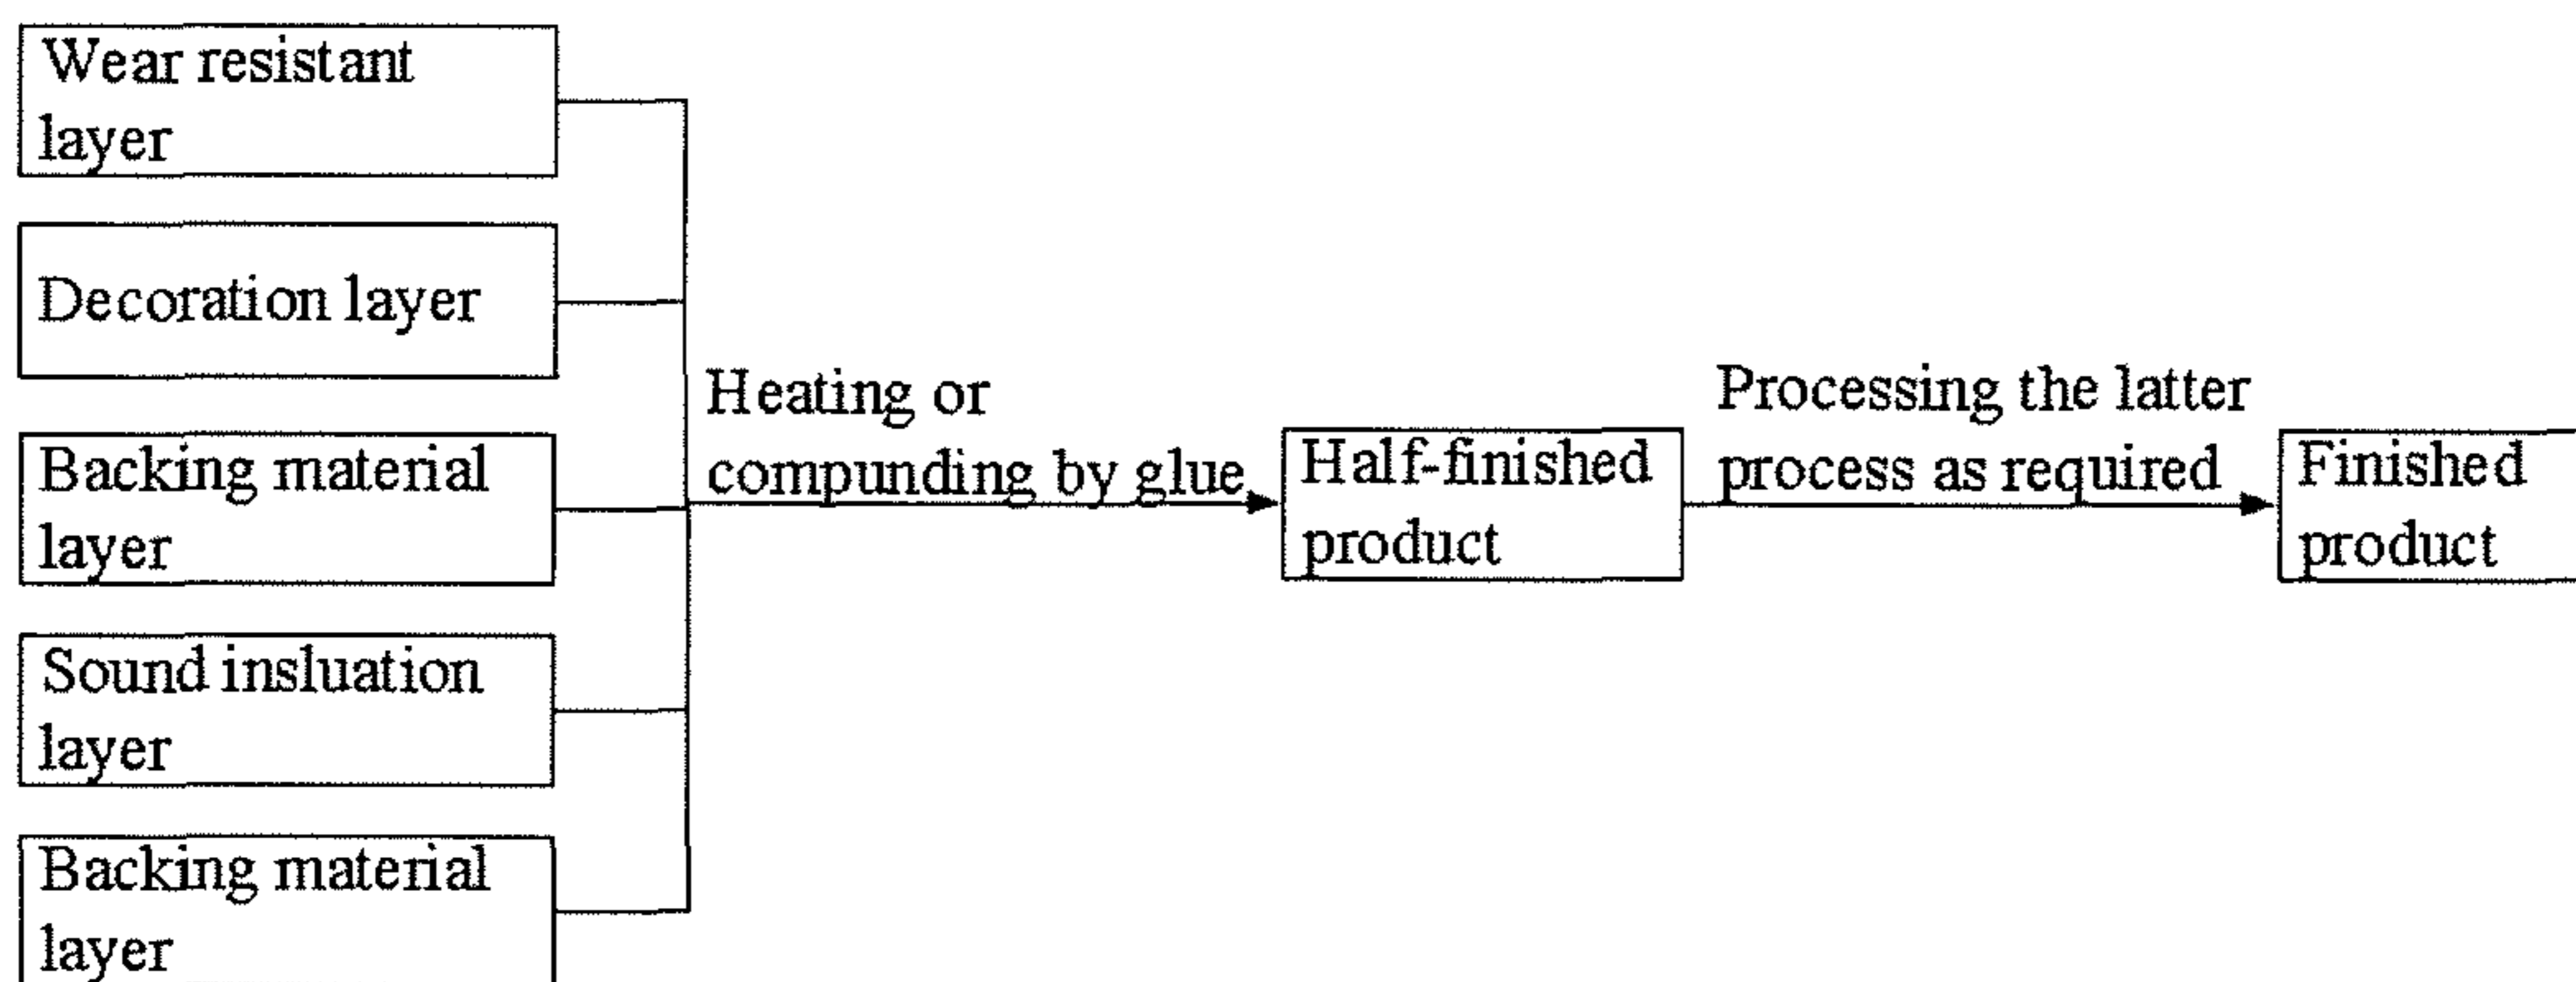 Wear resistant
layer
Decoration layer
Backing material
layer
Sound insluation
layer
Backing material
layer
Heating or
compunding by glue
Half-finished
product
Processing the latter
process as required
Finished
product